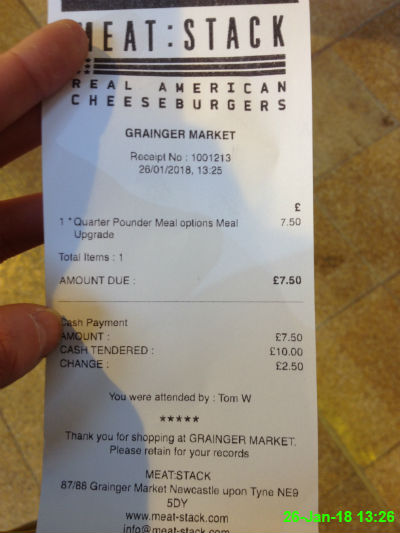 MEAT:STACK
REAL AMERICAN
CHEESEBURGERS
GRAINGER MARKET
Receipt No : 1001213
26/01/2018, 13:25
£
1 * Quarter Pounder Meal options Meal 7.50
Upgrade
Total Items : 1
AMOUNT DUE : £7.50
Cash Payment
AMOUNT : £7.50
CASH TENDERED : £10.00
CHANGE : £2.50
You were attended by : Tom W
*****
Thank you for shopping at GRAINGER MARKET.
Please retain for your records
MEAT:STACK
87/88 Grainger Market Newcastle upon Tyne NE9
5DY
www.meat-stack.com
info@meat-stack.com
26-Jan-18 13:26